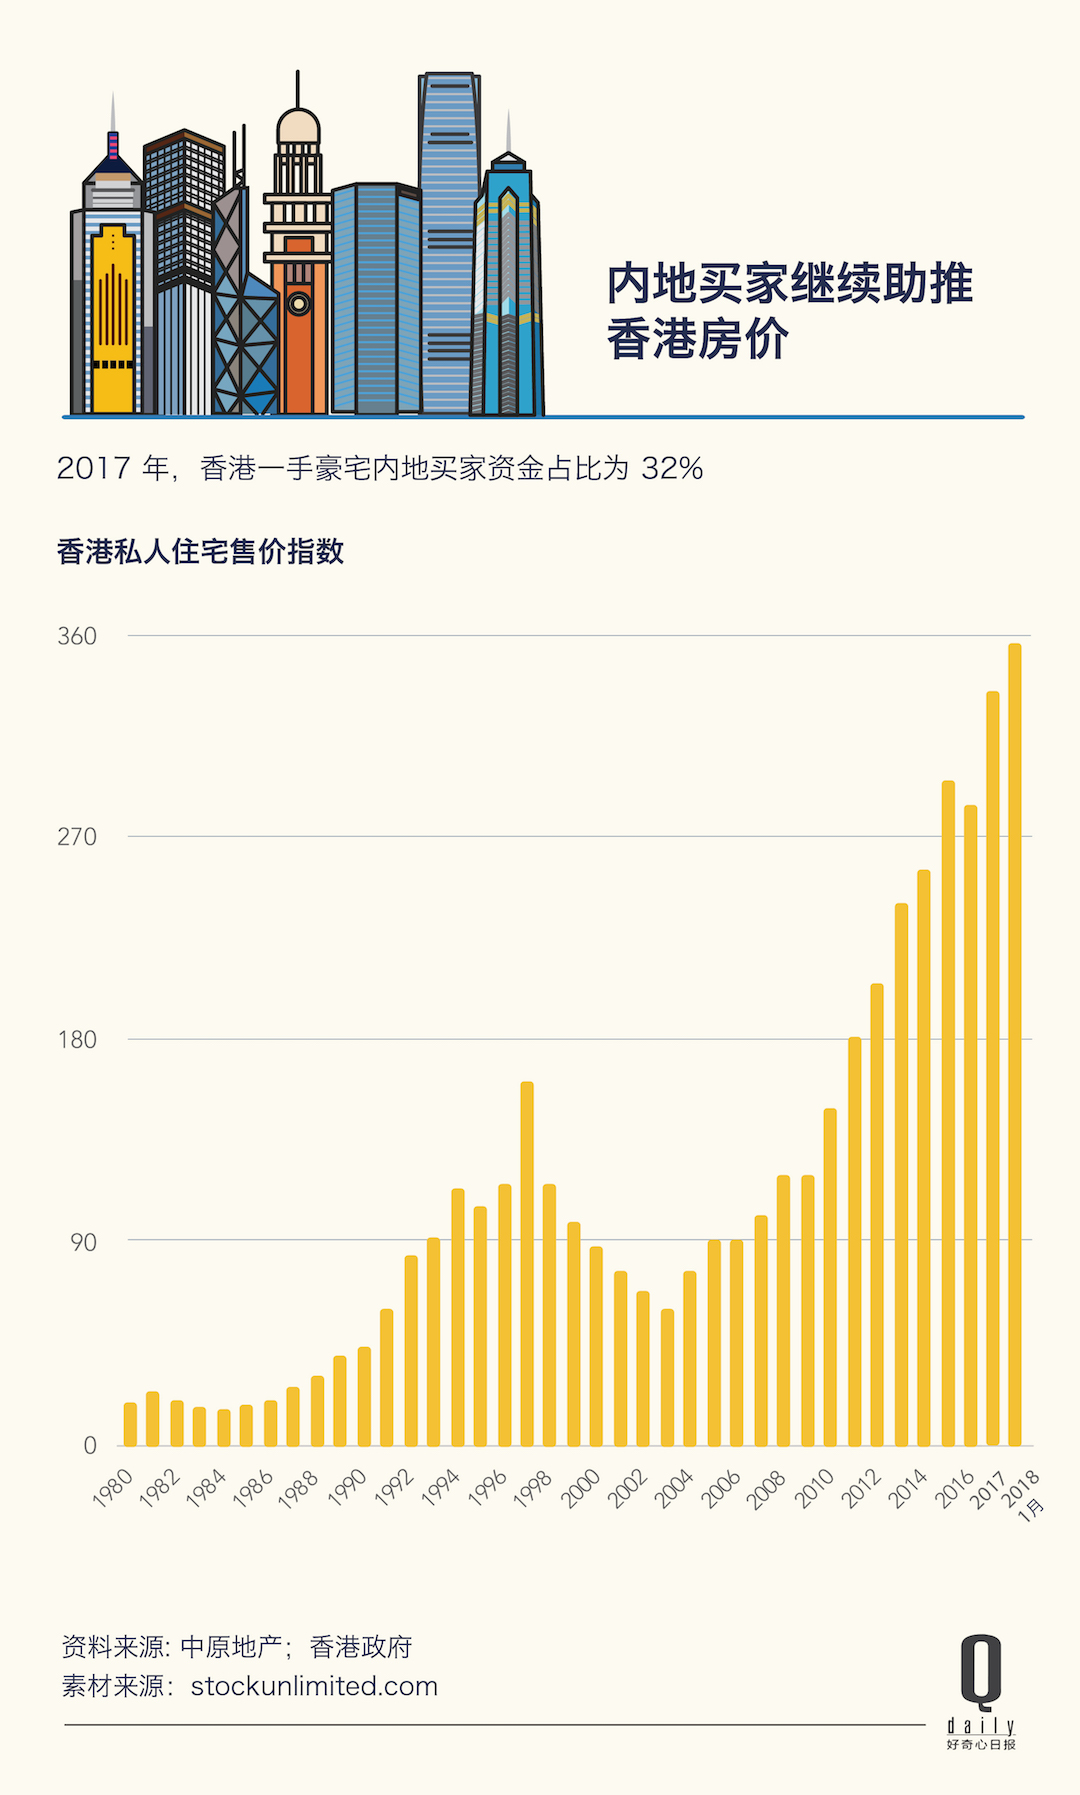 内地买家继续助推
香港房价
2017 年，香港一手豪宅内地买家资金占比为 32%
香港私人住宅售价指数
360
270
180
90
0
1980
1982
1984
1986
1988
1990
1992
1994
1996
1998
2000
2002
2004
2006
2008
2010
2012
2014
2016
2017
2018
1月
资料来源: 中原地产；香港政府
素材来源：stockunlimited.com
Q
daily
好奇心日报